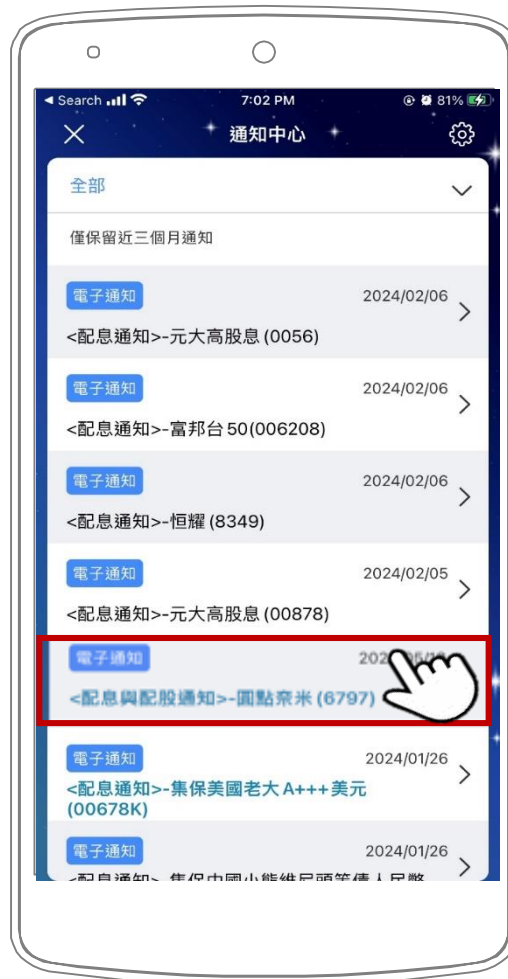 Search 7:02 PM 81%
通知中心
全部
僅保留近三個月通知
電子通知 2024/02/06
<配息通知>-元大高股息 (0056)
電子通知 2024/02/06
<配息通知>-富邦台50(006208)
電子通知 2024/02/06
<配息通知>-恒耀 (8349)
電子通知 2024/02/05
<配息通知>-元大高股息 (00878)
電子通知
<配息與配股通知>-圓點奈米 (6797)
電子通知 2024/01/26
<配息通知>-集保美國老大A+++美元
(00678K)
電子通知 2024/01/26